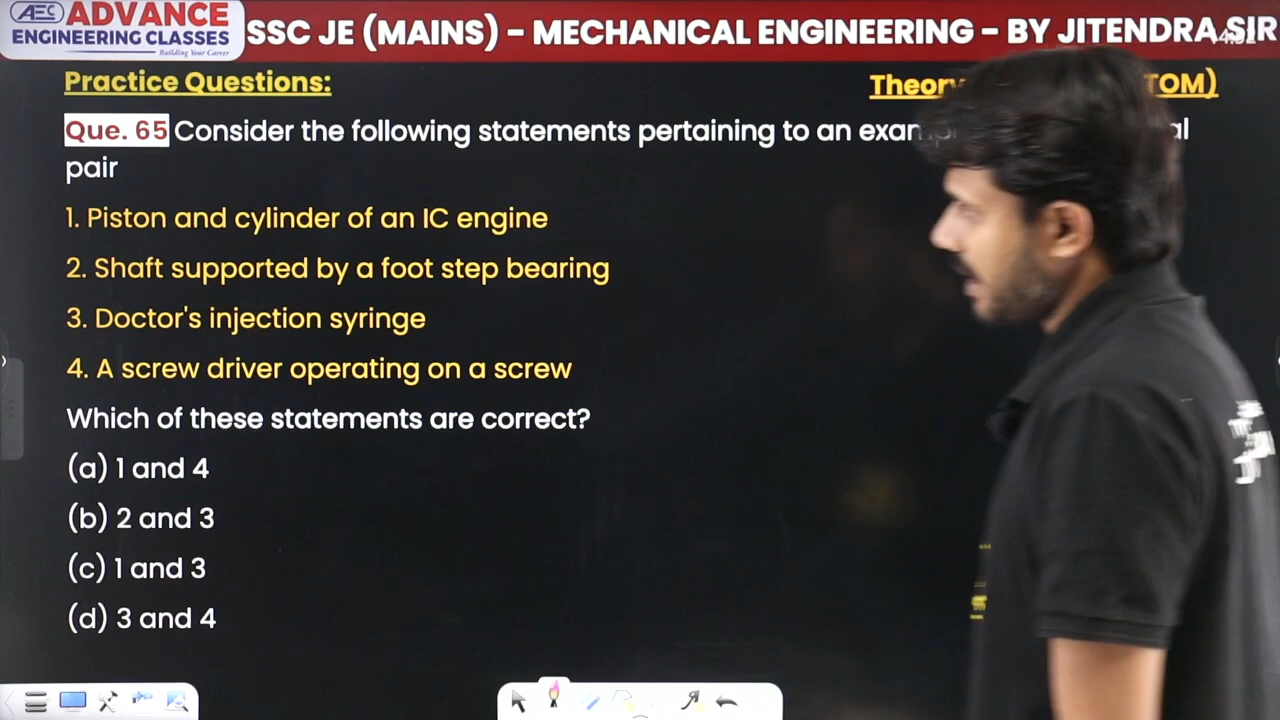 AEC ADVANCE
ENGINEERING CLASSES
Building Your Career
SSC JE (MAINS) – MECHANICAL ENGINEERING – BY JITENDRA SIR
Practice Questions:
Theory TOM)
Que. 65 Consider the following statements pertaining to an al
pair
1. Piston and cylinder of an IC engine
2. Shaft supported by a foot step bearing
3. Doctor's injection syringe
4. A screw driver operating on a screw
Which of these statements are correct?
(a) 1 and 4
(b) 2 and 3
(c) 1 and 3
(d) 3 and 4